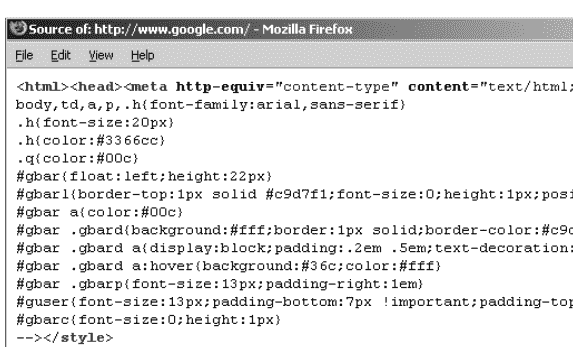 Source of: http://www.google.com/ - Mozilla Firefox
File Edit View Help
<html><head><meta http-equiv="content-type" content="text/html;
body,td,a,p,.h{font-family:arial,sans-serif}
.h{font-size:20px}
.h{color:#3366cc}
.q{color:#00c}
#gbar{float:left;height:22px}
#gbarl{border-top:1px solid #c9d7f1;font-size:0;height:1px;posi
#gbar a{color:#00c}
#gbar .gbard{background:#fff;border:1px solid;border-color:#c9d
#gbar .gbard a{display:block;padding:.2em .5em;text-decoration:
#gbar .gbard a:hover{background:#36c;color:#fff}
#gbar .gbarp{font-size:13px;padding-right:1em}
#guser{font-size:13px;padding-bottom:7px !important;padding-top
#gbarc{font-size:0;height:1px}
--></style>